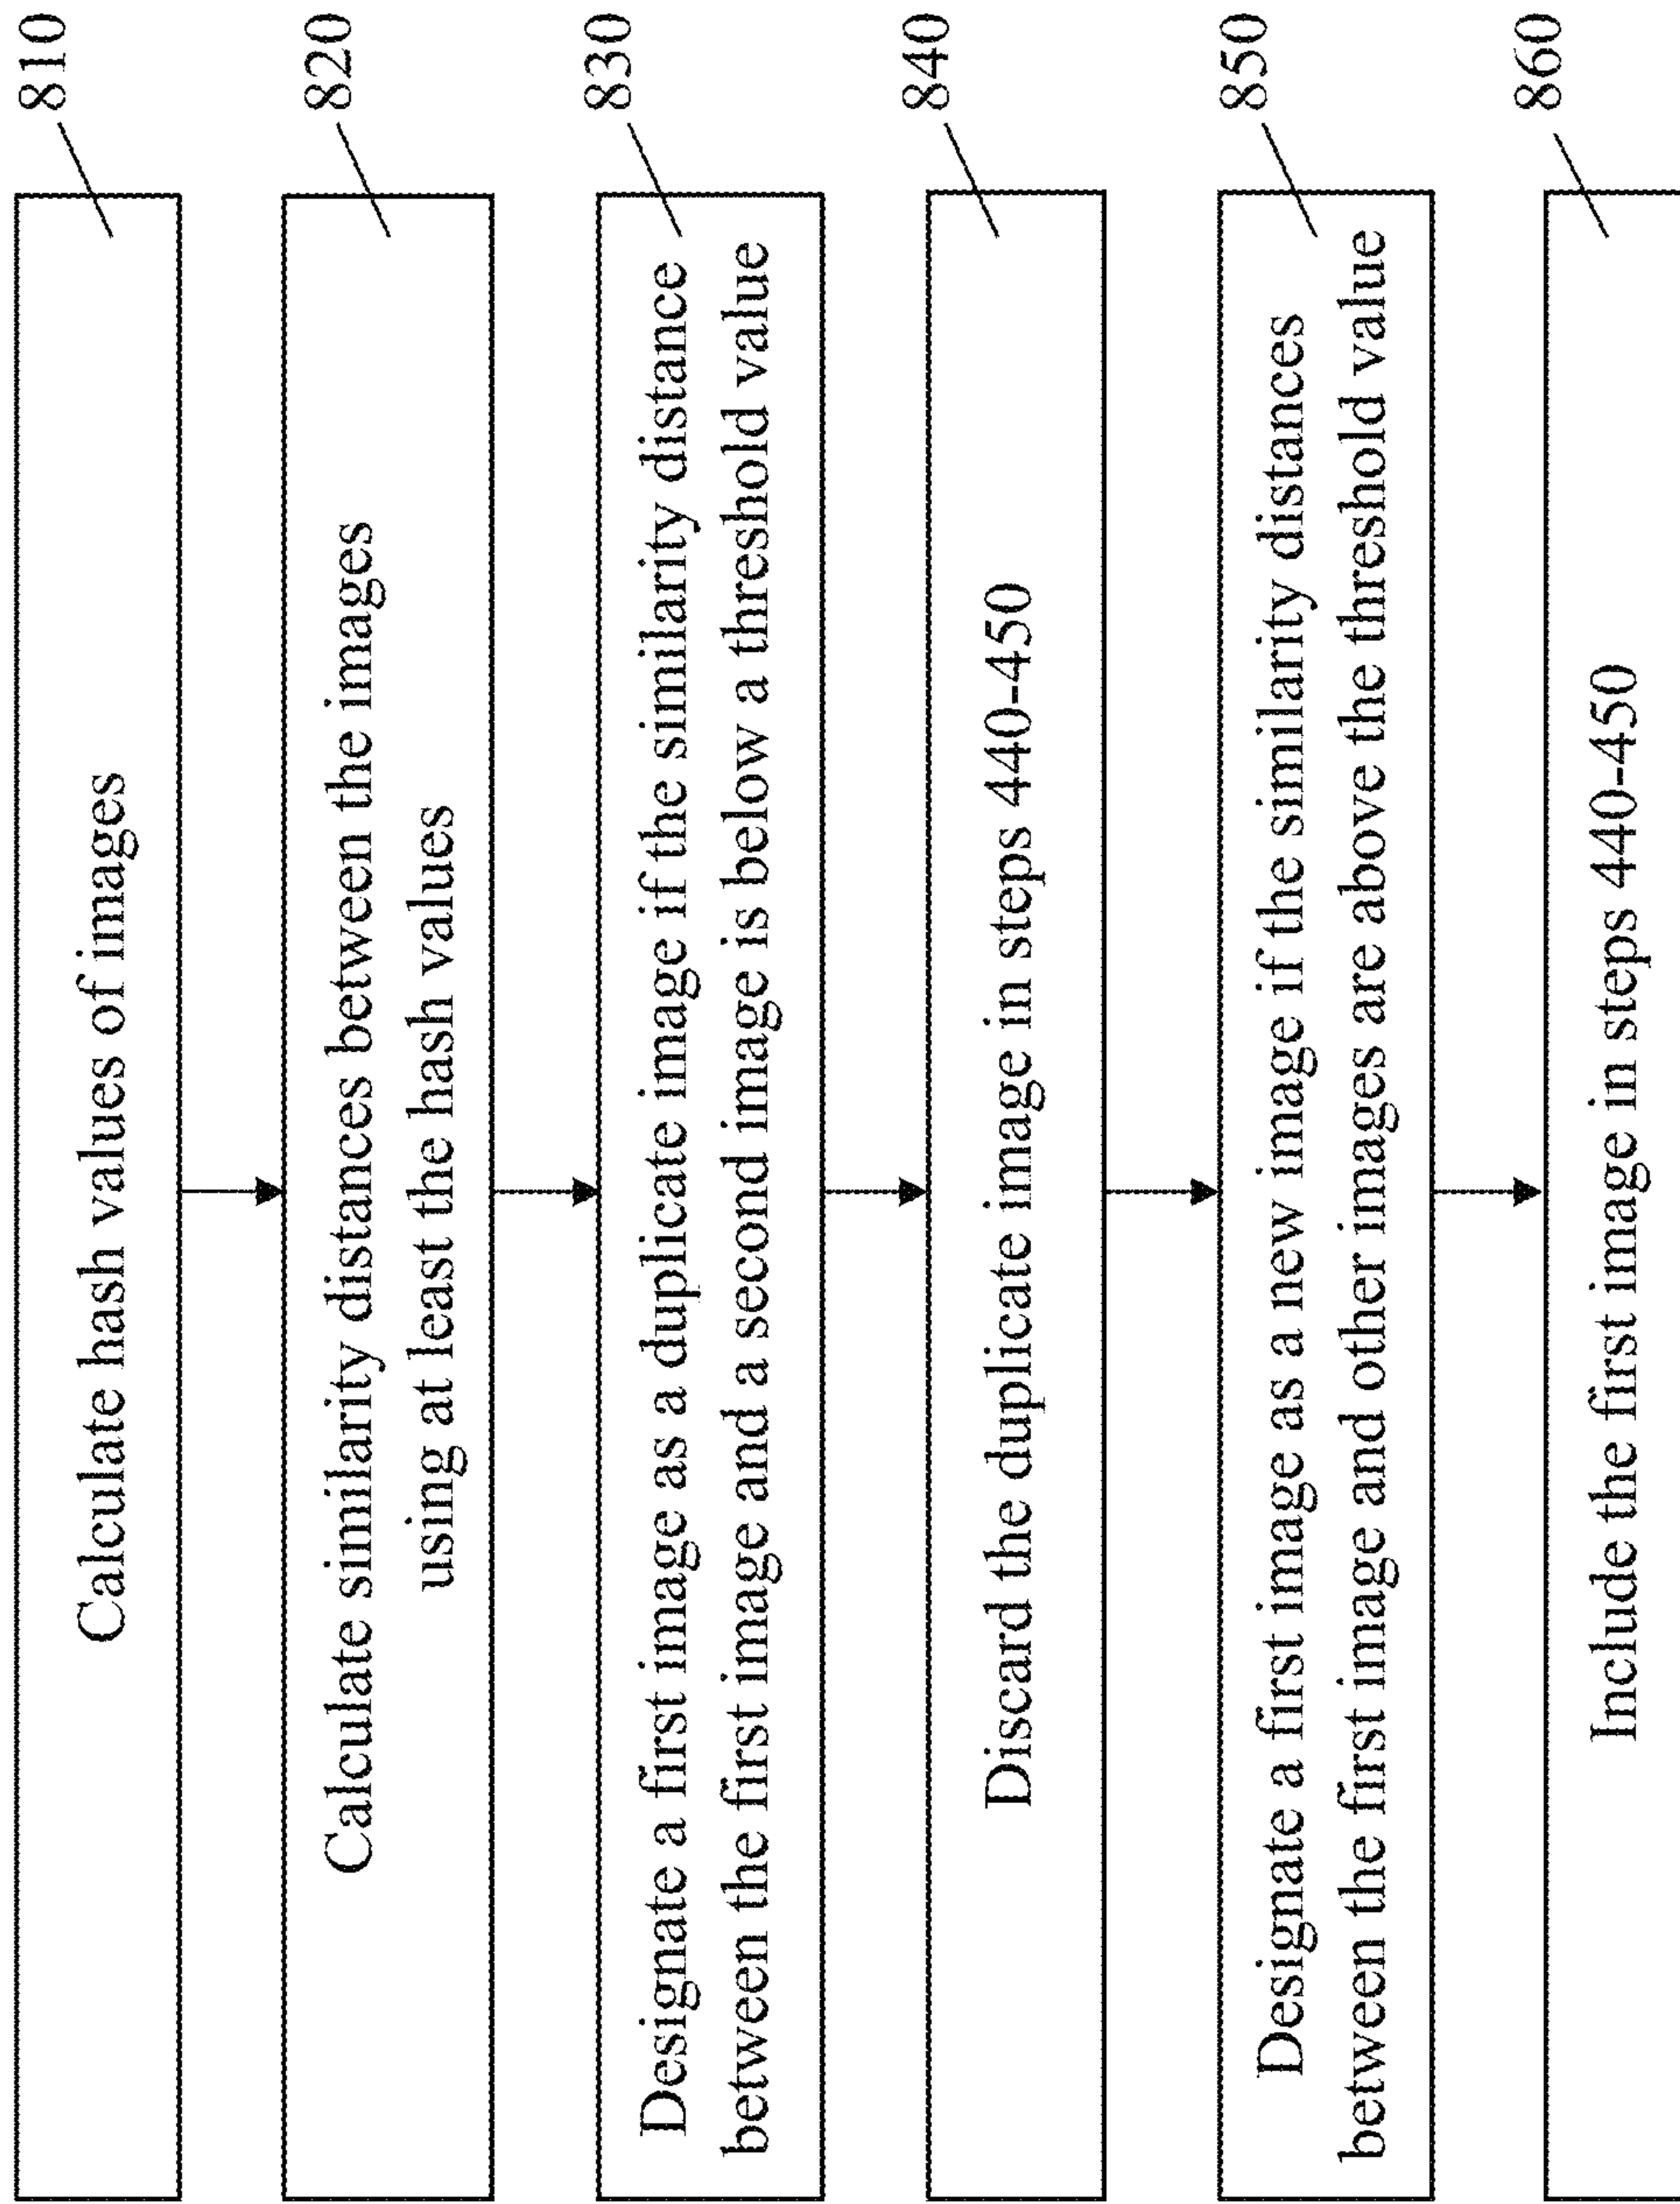 810
Calculate hash values of images
820
Calculate similarity distances between the images
using at least the hash values
830
Designate a first image as a duplicate image if the similarity distance
between the first image and a second image is below a threshold value
840
Discard the duplicate image in steps 440-450
850
Designate a first image as a new image if the similarity distances
between the first image and other images are above the threshold value
860
Include the first image in steps 440-450